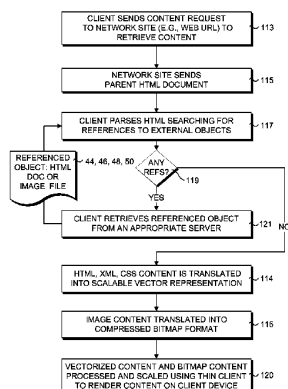 CLIENT SENDS CONTENT REQUEST
TO NETWORK SITE (E.G., WEB URL) TO
RETRIEVE CONTENT
113
NETWORK SITE SENDS
PARENT HTML DOCUMENT
115
CLIENT PARSES HTML SEARCHING FOR
REFERENCES TO EXTERNAL OBJECTS
117
REFERENCED
OBJECT: HTML
DOC OR
IMAGE FILE
44, 46, 48, 50
ANY
REFS?
119
YES
NO
CLIENT RETRIEVES REFERENCED OBJECT
FROM AN APPROPRIATE SERVER
121
HTML, XML, CSS CONTENT IS TRANSLATED
INTO SCALABLE VECTOR REPRESENTATION
114
IMAGE CONTENT TRANSLATED INTO
COMPRESSED BITMAP FORMAT
116
VECTORIZED CONTENT AND BITMAP CONTENT
PROCESSED AND SCALED USING THIN CLIENT
TO RENDER CONTENT ON CLIENT DEVICE
120